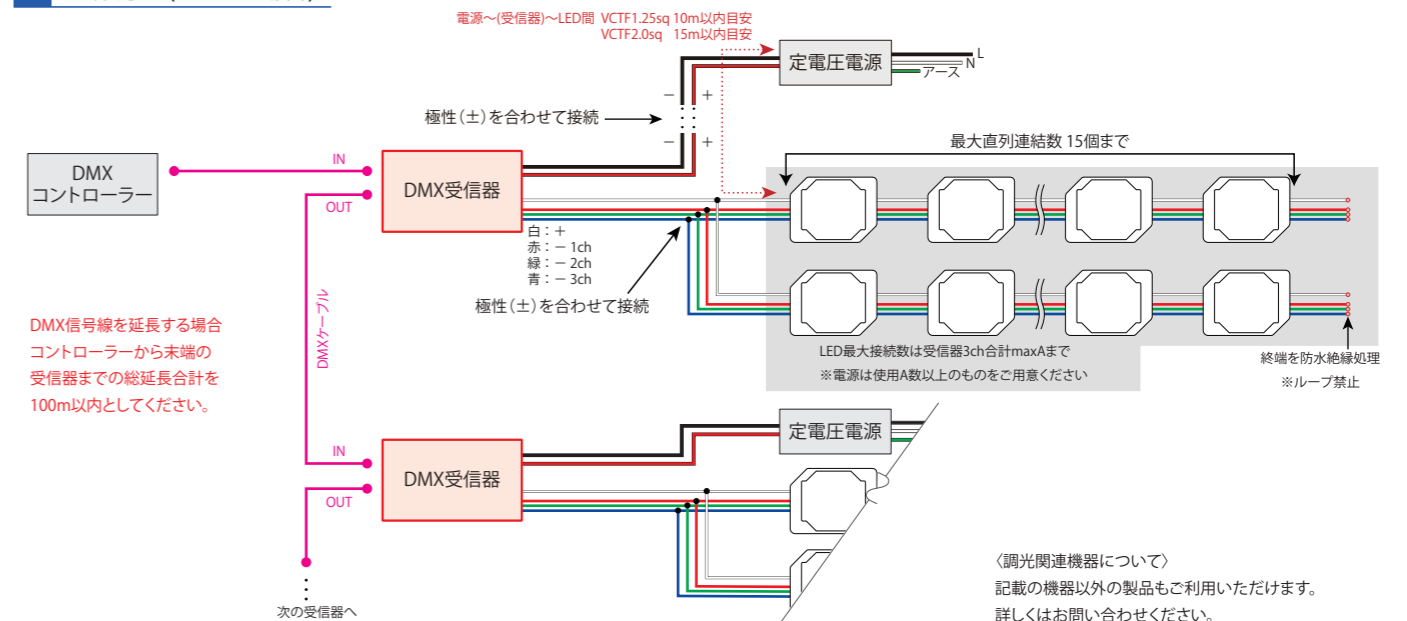 電源～(受信器)～LED間 VCTF1.25sq 10m以内目安
VCTF2.0sq 15m以内目安
定電圧電源
L
N
アース
－ ＋
極性(±)を合わせて接続
－ ＋
最大直列連結数 15個まで
DMX
コントローラー
IN
OUT
DMX受信器
白：＋
赤：－ 1ch
緑：－ 2ch
青：－ 3ch
極性(±)を合わせて接続
DMXケーブル
DMX信号線を延長する場合
コントローラーから末端の
受信器までの総延長合計を
100m以内としてください。
LED最大接続数は受信器3ch合計maxAまで
※電源は使用A数以上のものをご用意ください
終端を防水絶縁処理
※ループ禁止
定電圧電源
IN
OUT
DMX受信器
次の受信器へ
〈調光関連機器について〉
記載の機器以外の製品もご利用いただけます。
詳しくはお問い合わせください。